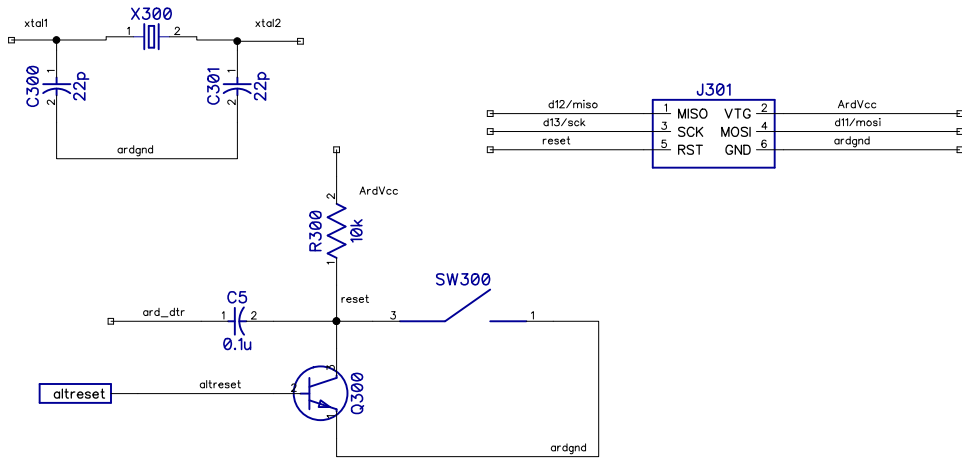 xtal1
X300
xtal2
1
2
1
2
C300
22p
1
2
C301
22p
ardgnd
J301
d12/miso
1
MISO
VTG
2
ArdVcc
d13/sck
3
SCK
MOSI
4
d11/mosi
reset
5
RST
GND
6
ardgnd
ArdVcc
2
R300
10k
1
SW300
C5
reset
ard_dtr
1
2
3
1
0.1u
3
altreset
altreset
2
Q300
1
ardgnd